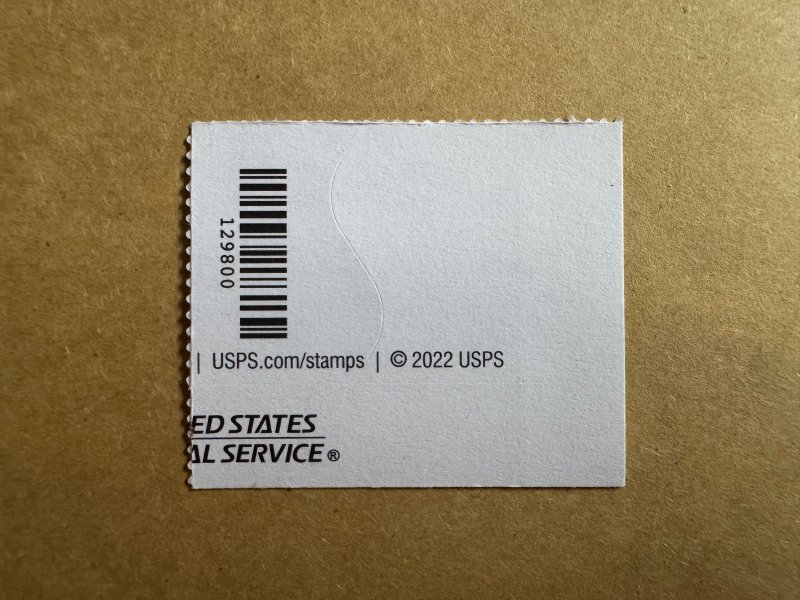 129800
| USPS.com/stamps | © 2022 USPS
ED STATES
AL SERVICE®